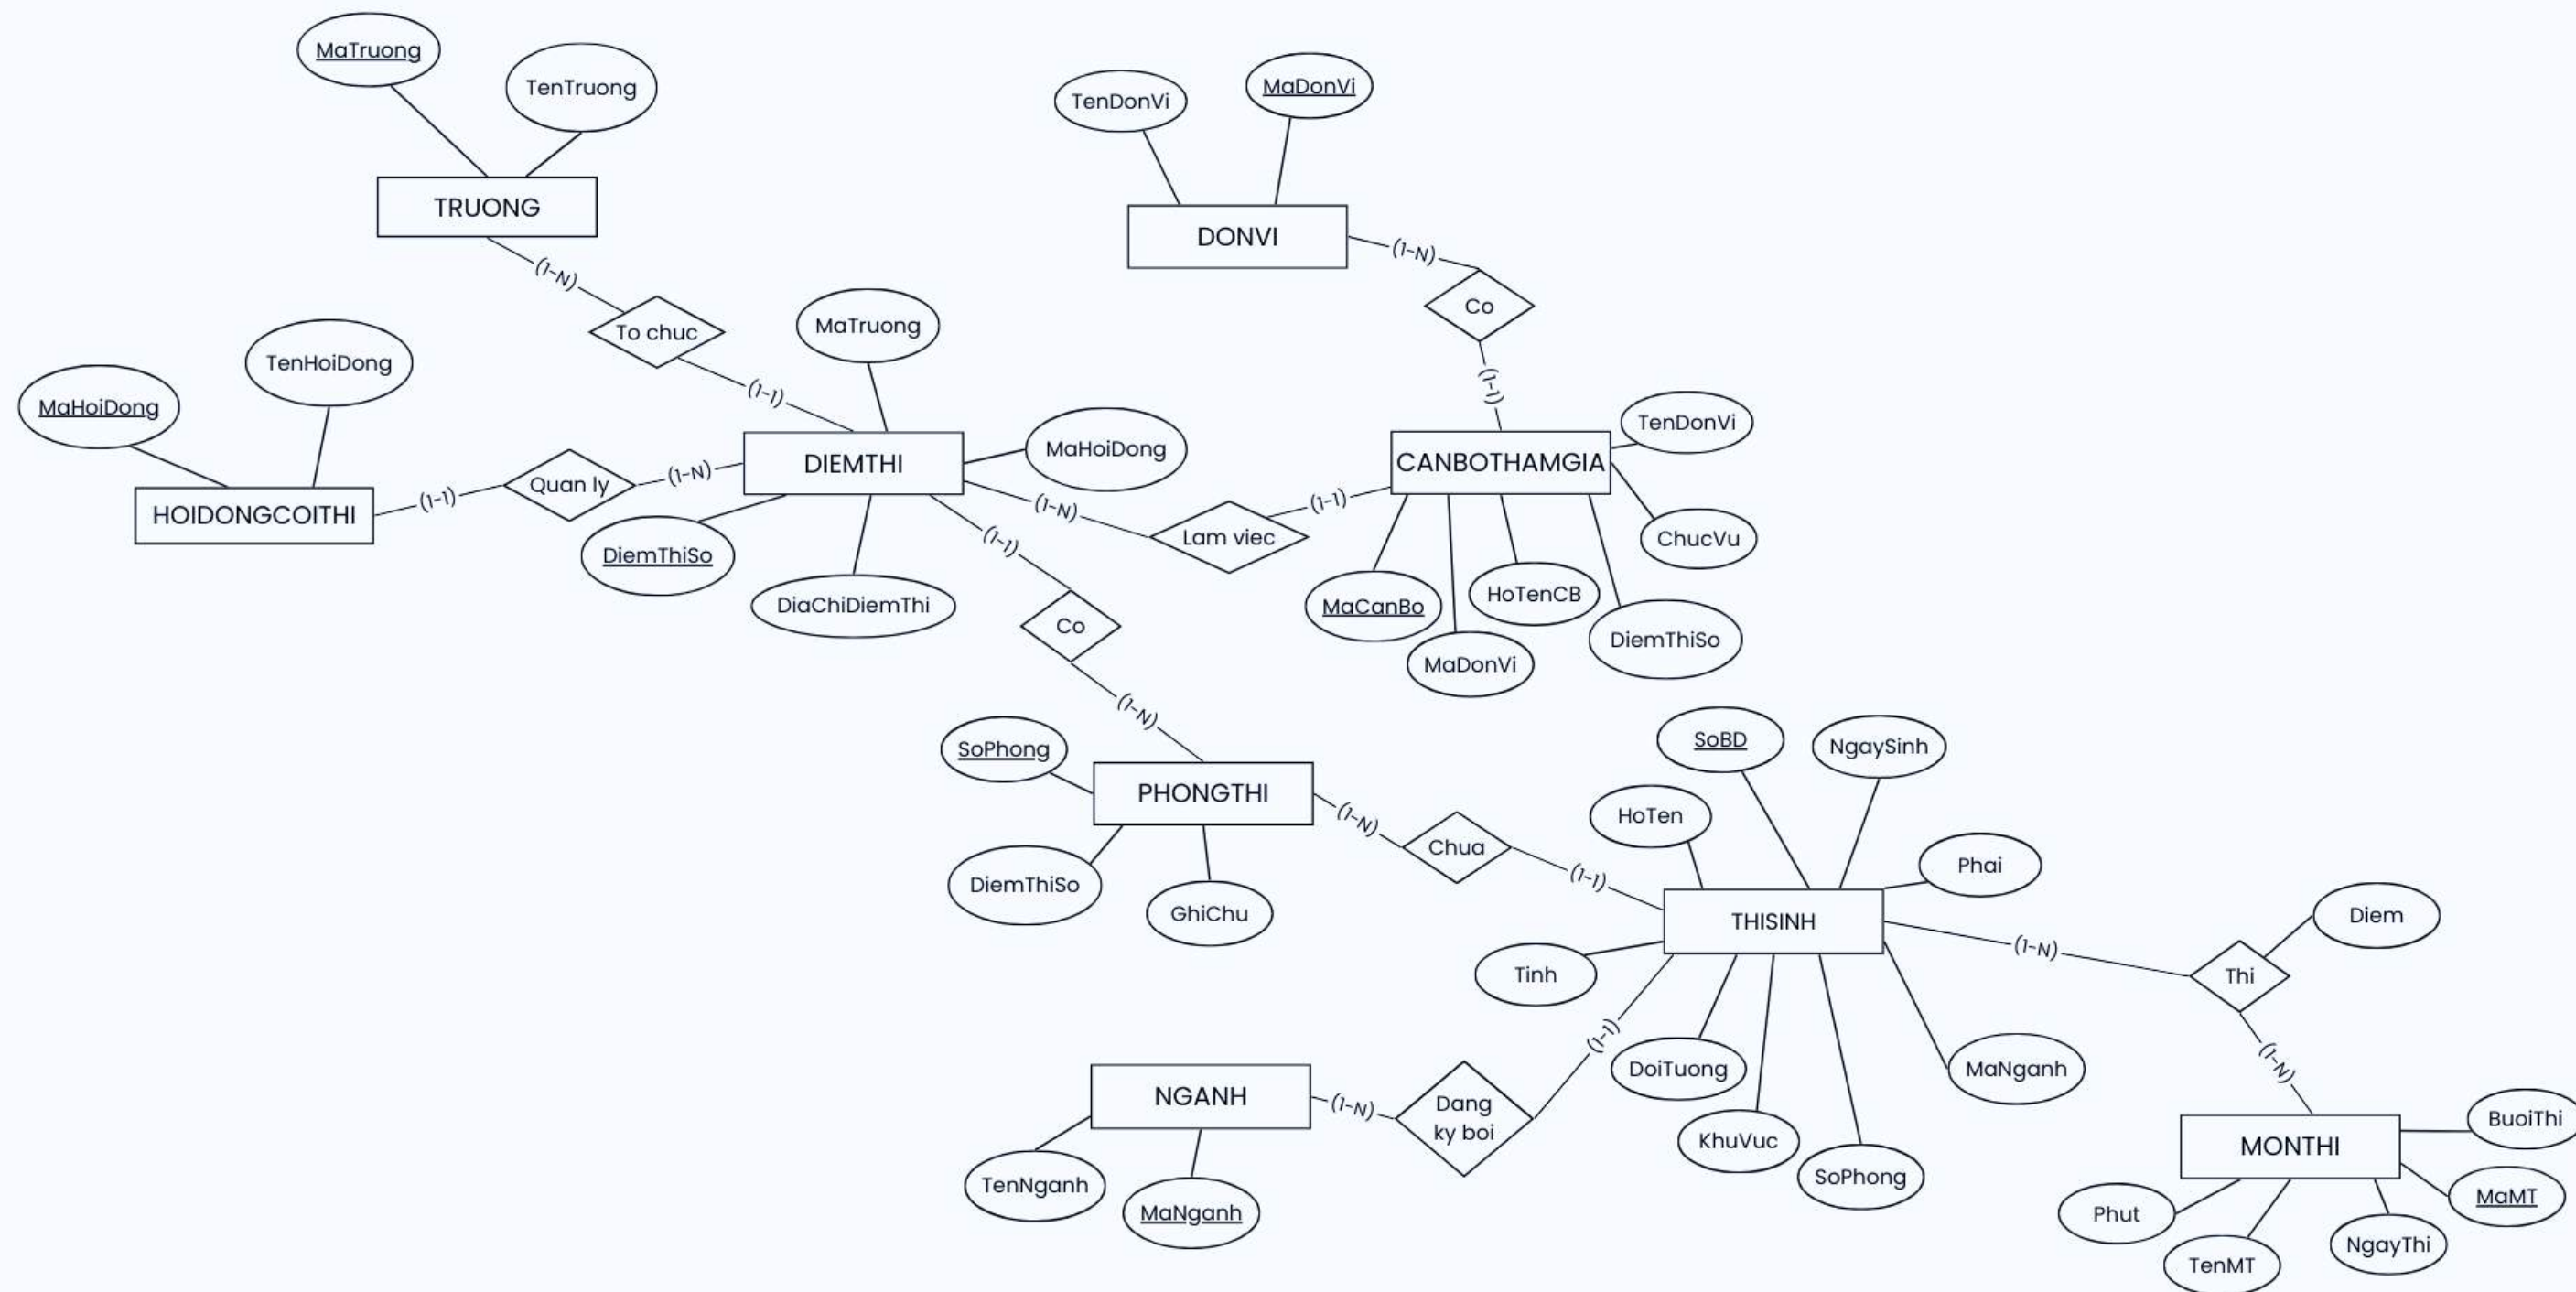 MaTruong
TenTruong
TRUONG
TenDonVi
MaDonVi
DONVI
(1-N)
(1-N)
Co
To chuc
MaTruong
(1-1)
(1-1)
MaHoiDong
TenHoiDong
HOIDONGCOITHI
(1-1)
Quan ly
(1-N)
DIEMTHI
MaHoiDong
DiemThiSo
DiaChiDiemThi
(1-N)
Lam viec
(1-1)
CANBOTHAMGIA
TenDonVi
ChucVu
MaCanBo
MaDonVi
HoTenCB
DiemThiSo
(1-1)
Co
(1-N)
SoPhong
PHONGTHI
DiemThiSo
GhiChu
(1-N)
Chua
(1-1)
SoBD
NgaySinh
HoTen
Phai
THISINH
Tinh
DoiTuong
KhuVuc
SoPhong
MaNganh
(1-N)
Thi
Diem
(1-N)
(1-1)
NGANH
(1-N)
Dang
ky boi
TenNganh
MaNganh
MONTHI
BuoiThi
MaMT
Phut
TenMT
NgayThi